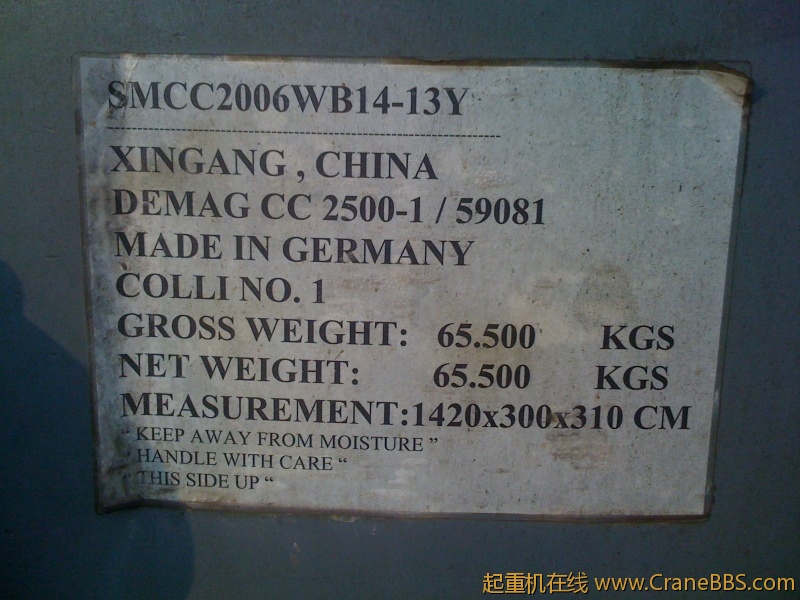 SMCC2006WB14-13Y
--------------------------------------------------
XINGANG , CHINA
DEMAG CC 2500-1 / 59081
MADE IN GERMANY
COLLI NO. 1
GROSS WEIGHT: 65.500 KGS
NET WEIGHT: 65.500 KGS
MEASUREMENT:1420x300x310 CM
“ KEEP AWAY FROM MOISTURE ”
“ HANDLE WITH CARE “
“ THIS SIDE UP “
起重机在线 www.CraneBBS.com